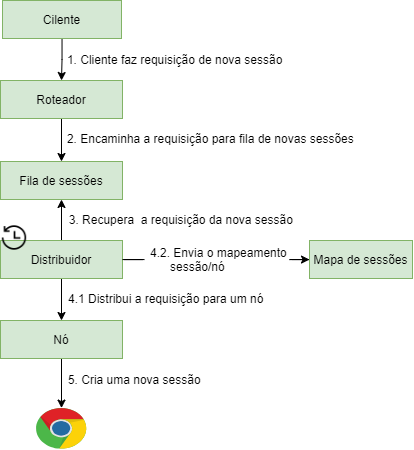 Cilente
1. Cliente faz requisição de nova sessão
Roteador
2. Encaminha a requisição para fila de novas sessões
Fila de sessões
3. Recupera a requisição da nova sessão
Distribuidor
4.2. Envia o mapeamento
sessão/nó
Mapa de sessões
4.1 Distribui a requisição para um nó
Nó
5. Cria uma nova sessão